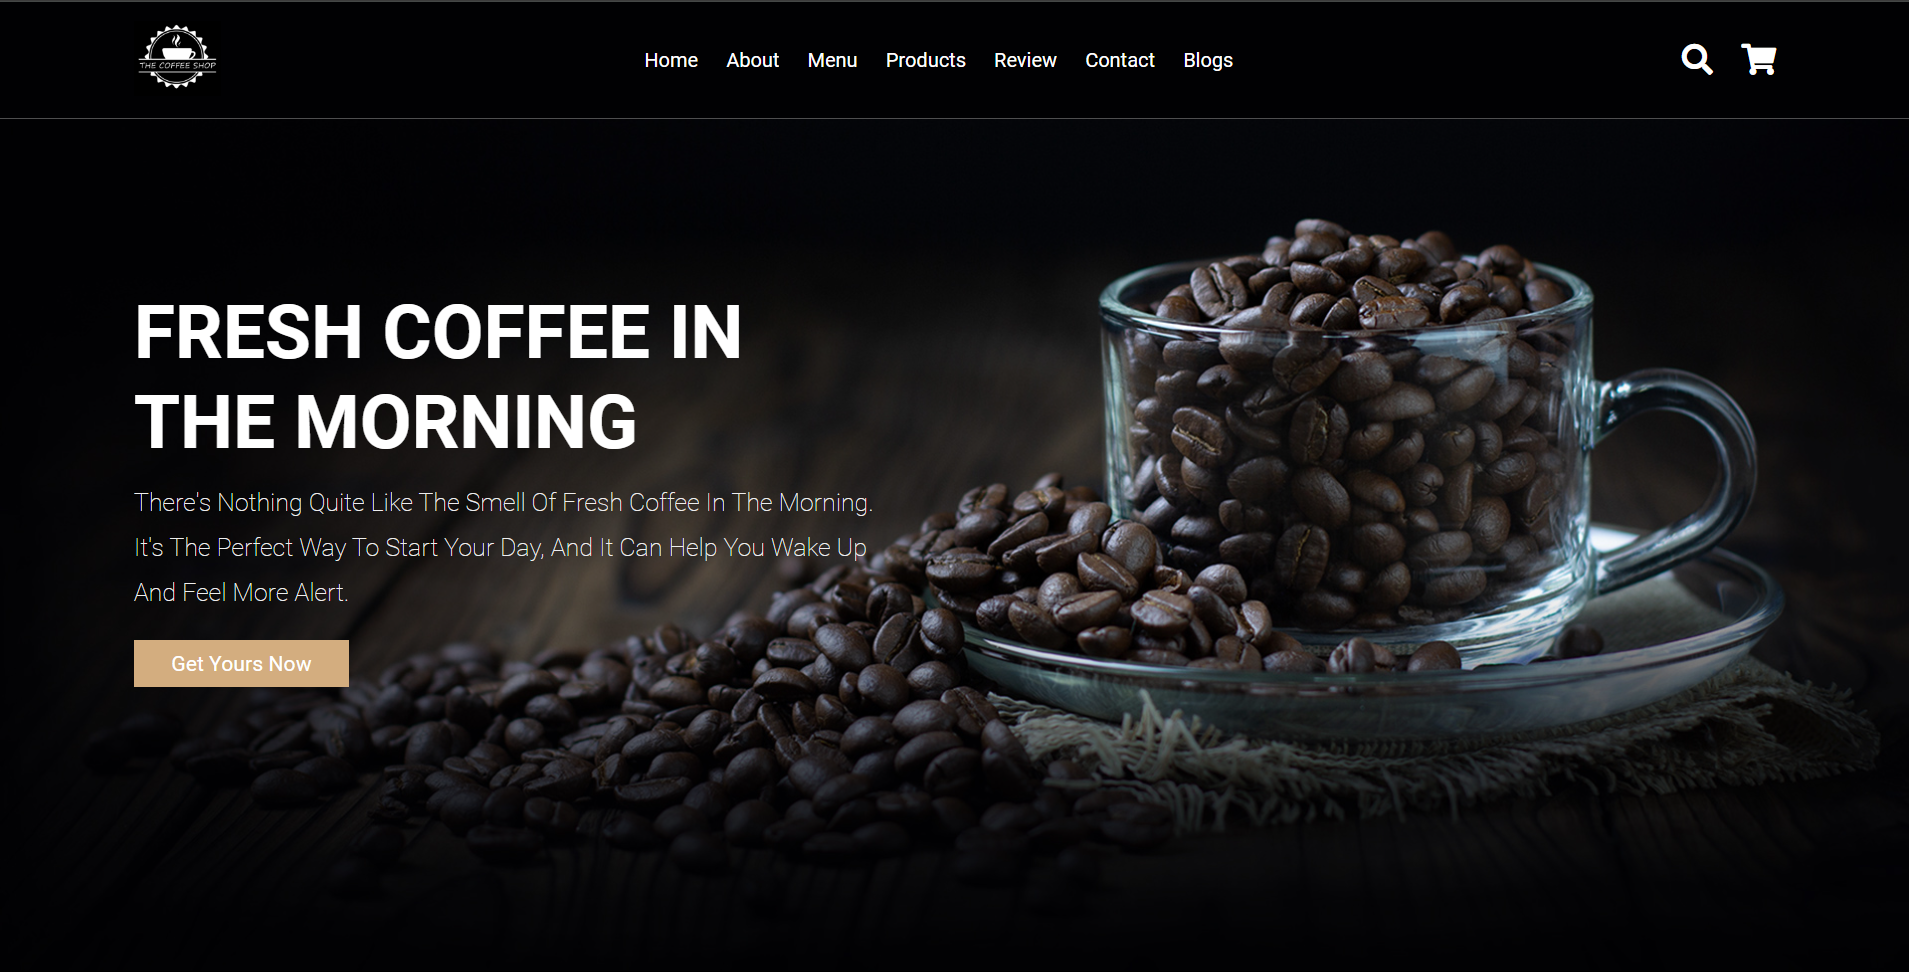 THE COFFEE SHOP
Home About Menu Products Review Contact Blogs
FRESH COFFEE IN
THE MORNING
There's Nothing Quite Like The Smell Of Fresh Coffee In The Morning.
It's The Perfect Way To Start Your Day, And It Can Help You Wake Up
And Feel More Alert.
Get Yours Now